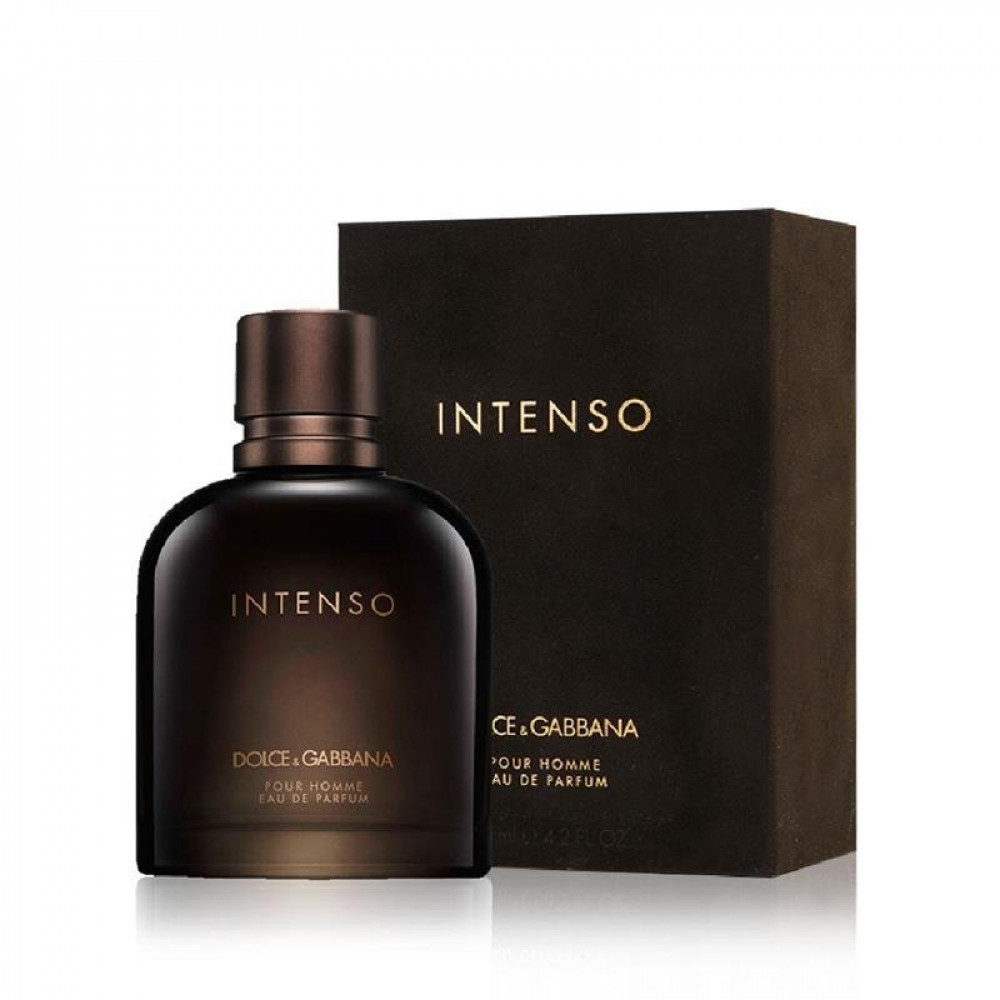 INTENSO
DOLCE & GABBANA
POUR HOMME
EAU DE PARFUM
INTENSO
CE & GABBANA
POUR HOMME
AU DE PARFUM
ml e 4.2 FL.OZ